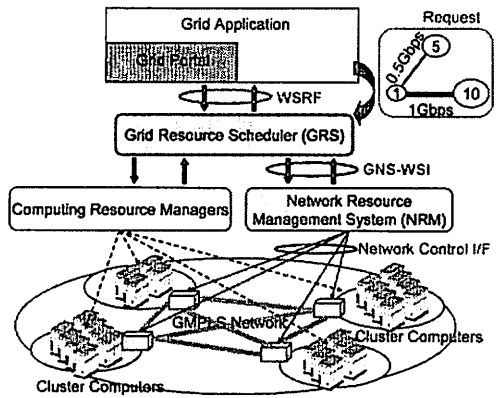 Grid Application
Request
Grid Portal
0.5Gbps
5
1
10
1Gbps
WSRF
Grid Resource Scheduler (GRS)
GNS-WSI
Computing Resource Managers
Network Resource
Management System (NRM)
Network Control I/F
GMPLS Network
Cluster Computers
Cluster Computers